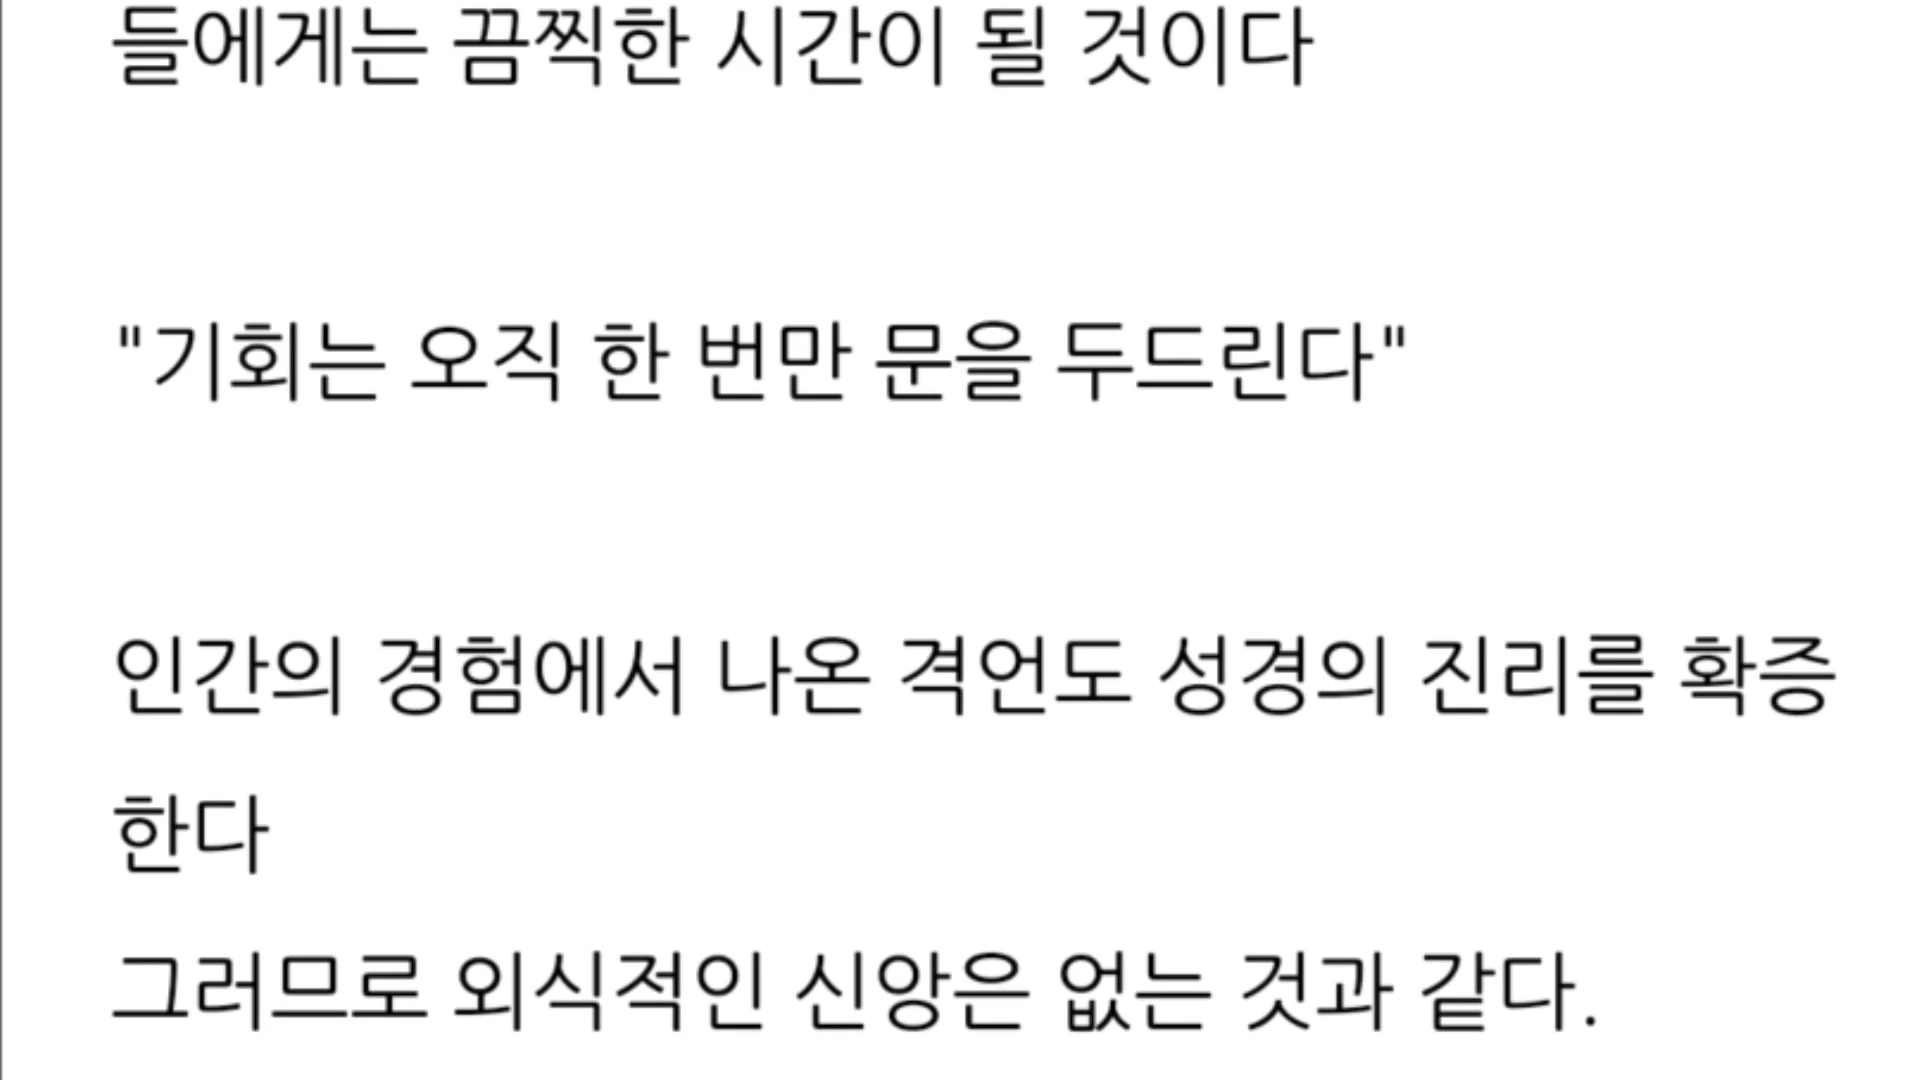 들에게는 끔찍한 시간이 될 것이다
"기회는 오직 한 번만 문을 두드린다"
인간의 경험에서 나온 격언도 성경의 진리를 확증
한다
그러므로 외식적인 신앙은 없는 것과 같다.